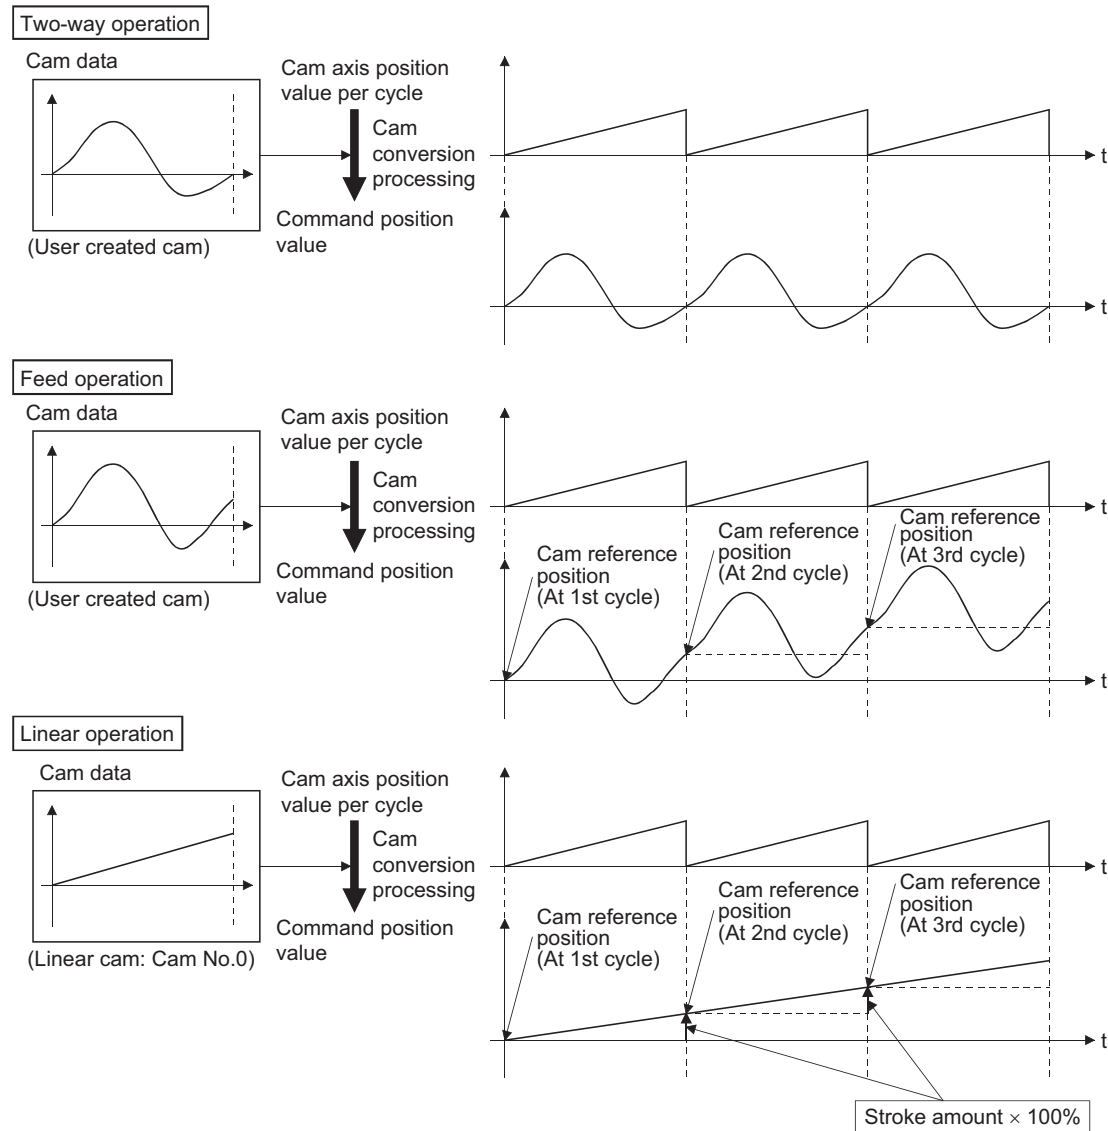 Two-way operation
Cam data
(User created cam)
Cam axis position
value per cycle
Cam
conversion
processing
Command position
value
t
t
Feed operation
Cam data
(User created cam)
Cam axis position
value per cycle
Cam
conversion
processing
Command position
value
t
Cam reference
position
(At 1st cycle)
Cam reference
position
(At 2nd cycle)
Cam reference
position
(At 3rd cycle)
t
Linear operation
Cam data
(Linear cam: Cam No.0)
Cam axis position
value per cycle
Cam
conversion
processing
Command position
value
t
Cam reference
position
(At 1st cycle)
Cam reference
position
(At 2nd cycle)
Cam reference
position
(At 3rd cycle)
t
Stroke amount × 100%